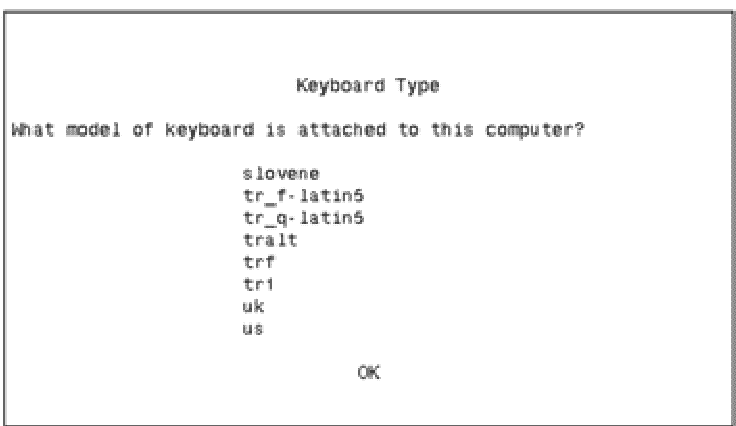 Keyboard Type
What model of keyboard is attached to this computer?
slovene
tr_f-latin5
tr_q-latin5
tralt
trf
tri
uk
us
OK